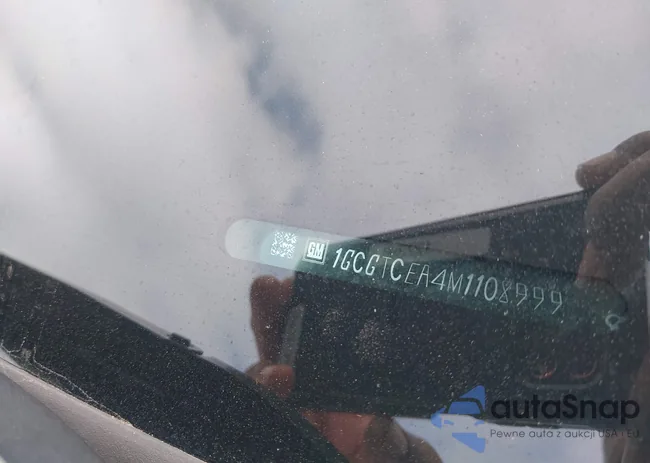 GM 1GCGTCEA4M1108999
autaSnap
Pewne auta z aukcji USA i EU